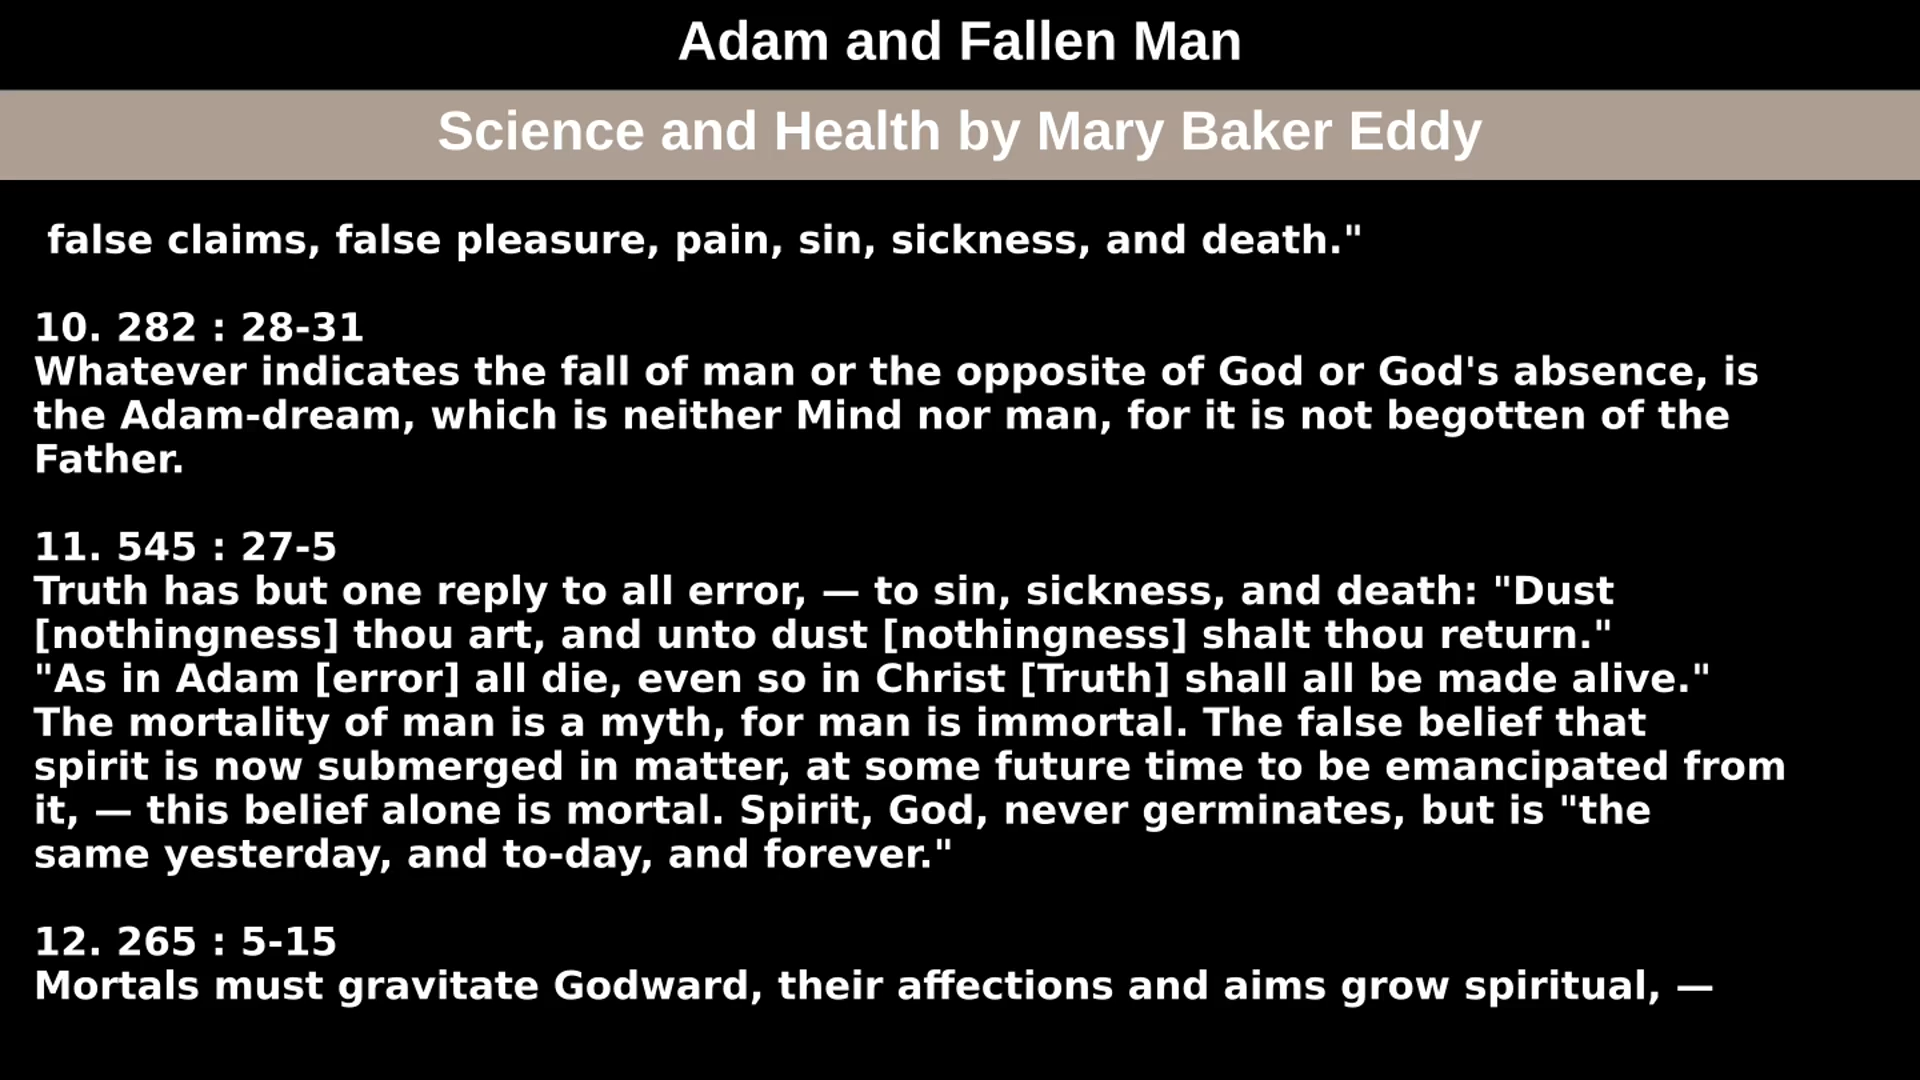 Adam and Fallen Man
Science and Health by Mary Baker Eddy
false claims, false pleasure, pain, sin, sickness, and death."
10. 282 : 28-31
Whatever indicates the fall of man or the opposite of God or God's absence, is
the Adam-dream, which is neither Mind nor man, for it is not begotten of the
Father.
11. 545 : 27-5
Truth has but one reply to all error, — to sin, sickness, and death: "Dust
[nothingness] thou art, and unto dust [nothingness] shalt thou return."
"As in Adam [error] all die, even so in Christ [Truth] shall all be made alive."
The mortality of man is a myth, for man is immortal. The false belief that
spirit is now submerged in matter, at some future time to be emancipated from
it, — this belief alone is mortal. Spirit, God, never germinates, but is "the
same yesterday, and to-day, and forever."
12. 265 : 5-15
Mortals must gravitate Godward, their affections and aims grow spiritual, —